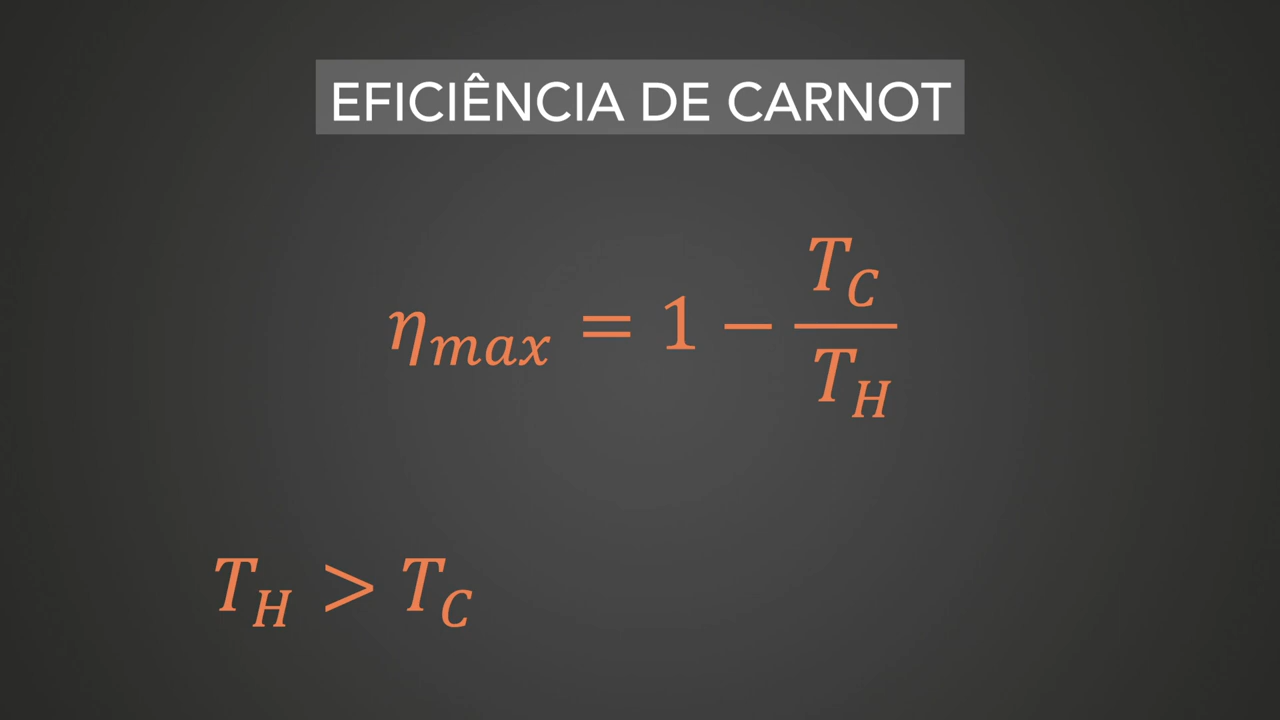 EFICIÊNCIA DE CARNOT
η_max = 1 − T_C / T_H
T_H > T_C